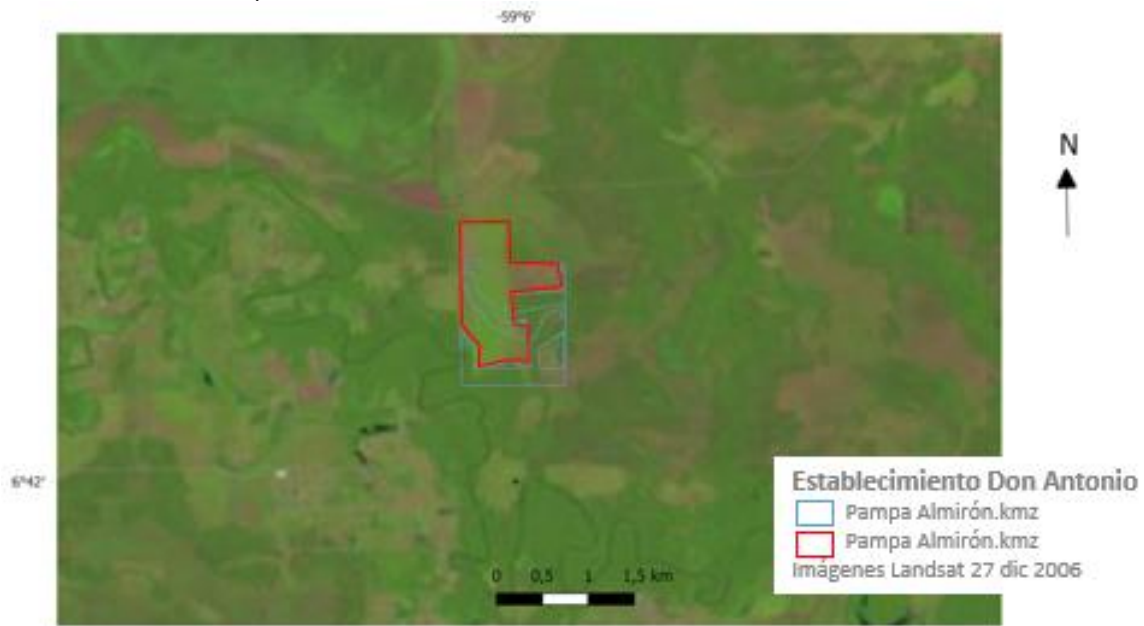 -59°6'
N
6°42'
Establecimiento Don Antonio
Pampa Almirón.kmz
Pampa Almirón.kmz
Imágenes Landsat 27 dic 2006
0 0,5 1 1,5 km